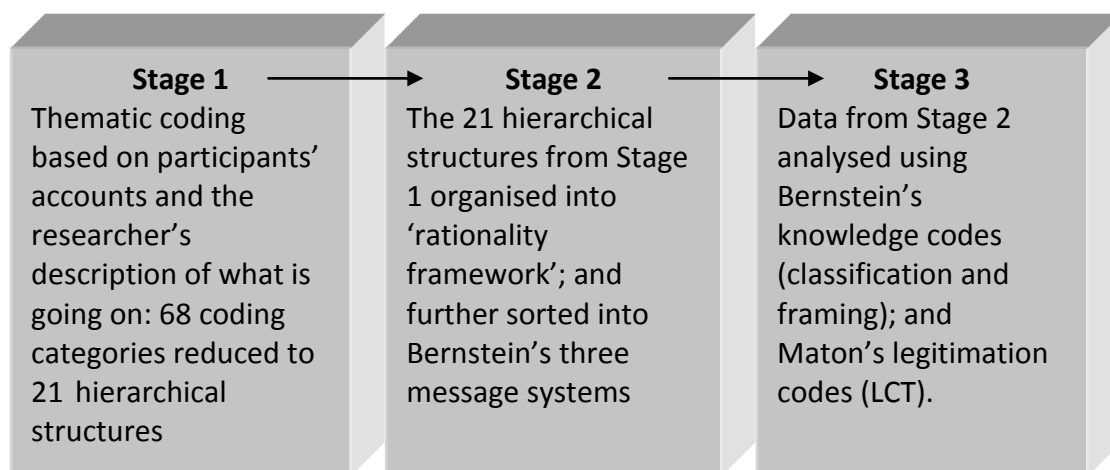 Stage 1
Thematic coding
based on participants’
accounts and the
researcher’s
description of what is
going on: 68 coding
categories reduced to
21 hierarchical
structures
Stage 2
The 21 hierarchical
structures from Stage
1 organised into
‘rationality
framework’; and
further sorted into
Bernstein’s three
message systems
Stage 3
Data from Stage 2
analysed using
Bernstein’s
knowledge codes
(classification and
framing); and
Maton’s legitimation
codes (LCT).